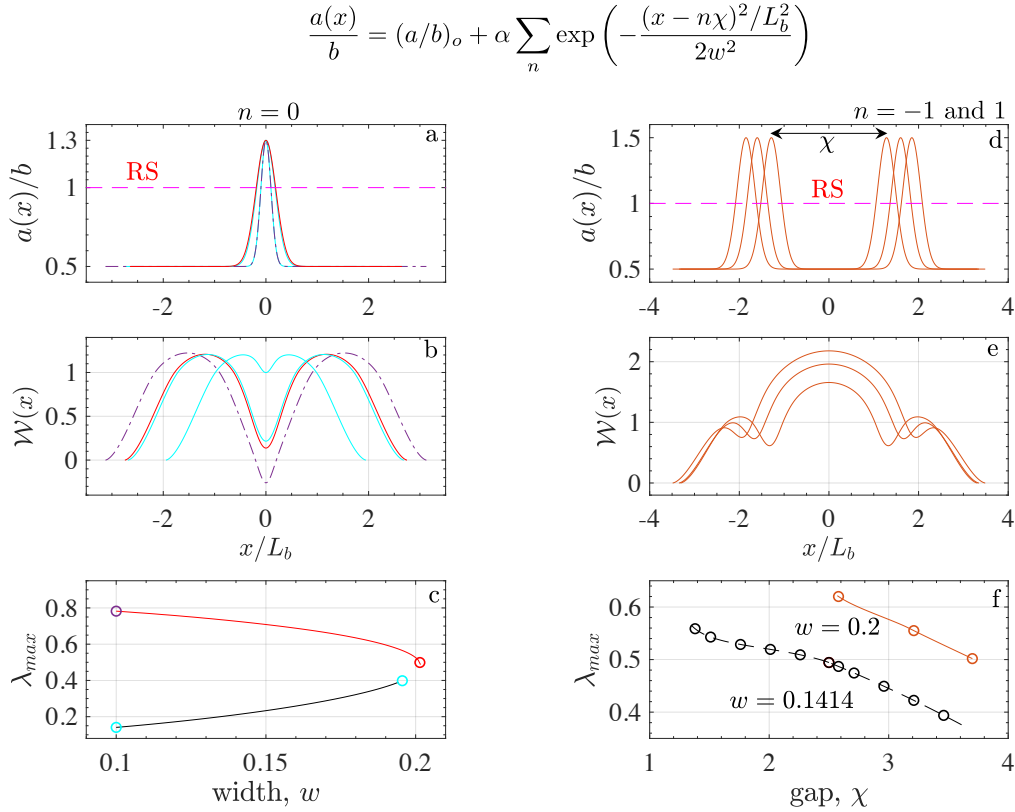 a(x)/b = (a/b)_o + α ∑_n exp(−((x − nχ)²/L_b²)/(2w²))
n = 0
a
1.3
1
0.5
a(x)/b
RS
-2
0
2
n = −1 and 1
d
1.5
1
0.5
a(x)/b
χ
RS
-4
-2
0
2
4
b
1
0.5
0
𝒲(x)
-2
0
2
x/L_b
e
2
1
0
𝒲(x)
-4
-2
0
2
4
x/L_b
c
0.8
0.6
0.4
0.2
λ_max
0.1
0.15
0.2
width, w
f
0.6
0.5
0.4
λ_max
w = 0.2
w = 0.1414
1
2
3
4
gap, χ